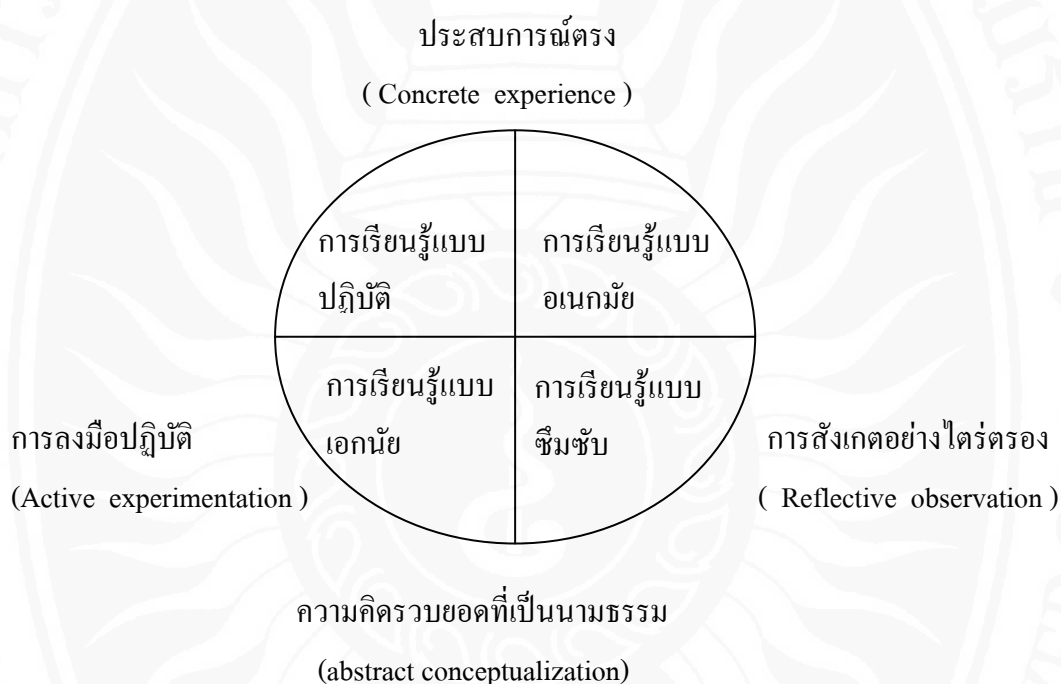 ประสบการณ์ตรง
( Concrete experience )
การเรียนรู้แบบ
ปฏิบัติ
การเรียนรู้แบบ
อเนกมัย
การเรียนรู้แบบ
เอกนัย
การเรียนรู้แบบ
ซึมซับ
การลงมือปฏิบัติ
(Active experimentation )
การสังเกตอย่างไตร่ตรอง
( Reflective observation )
ความคิดรวบยอดที่เป็นนามธรรม
(abstract conceptualization)